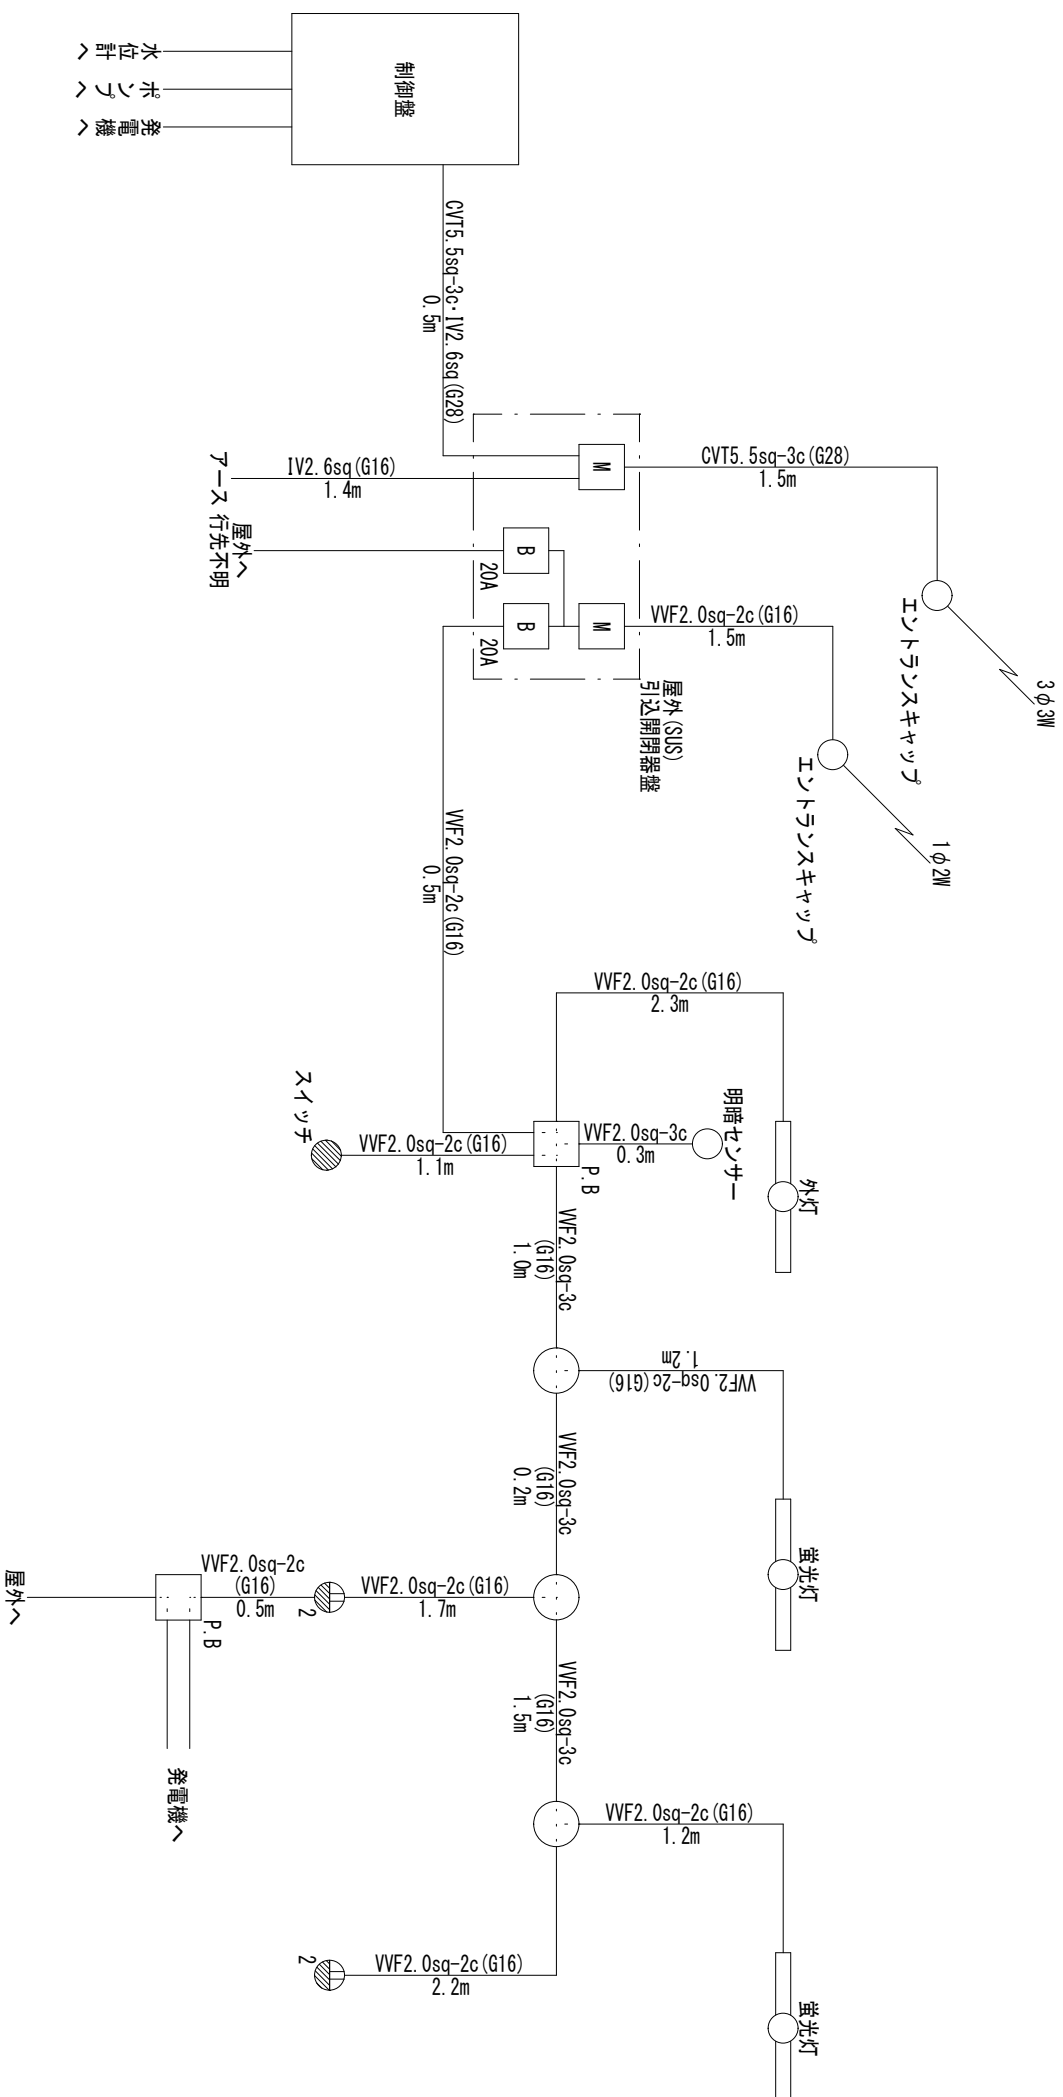 水位計へ
ポンプへ
発電機へ
制御盤
CVT5.5sq-3c・IV2.6sq(G28)
0.5m
IV2.6sq(G16)
1.4m
アース 行先不明
屋外へ
M
B
20A
B
20A
M
CVT5.5sq-3c(G28)
1.5m
エントランスキャップ
3φ3W
VVF2.0sq-2c(G16)
1.5m
エントランスキャップ
1φ2W
屋外(SUS)
引込開閉器盤
VVF2.0sq-2c(G16)
0.5m
VVF2.0sq-2c(G16)
2.3m
外灯
明暗センサー
VVF2.0sq-3c
0.3m
P.B
スイッチ
VVF2.0sq-2c(G16)
1.1m
VVF2.0sq-3c
(G16)
1.0m
VVF2.0sq-2c(G16)
1.2m
蛍光灯
VVF2.0sq-3c
(G16)
0.2m
VVF2.0sq-2c(G16)
1.7m
2
VVF2.0sq-2c
(G16)
0.5m
P.B
屋外へ
発電機へ
VVF2.0sq-3c
(G16)
1.5m
VVF2.0sq-2c(G16)
1.2m
蛍光灯
VVF2.0sq-2c(G16)
2.2m
2